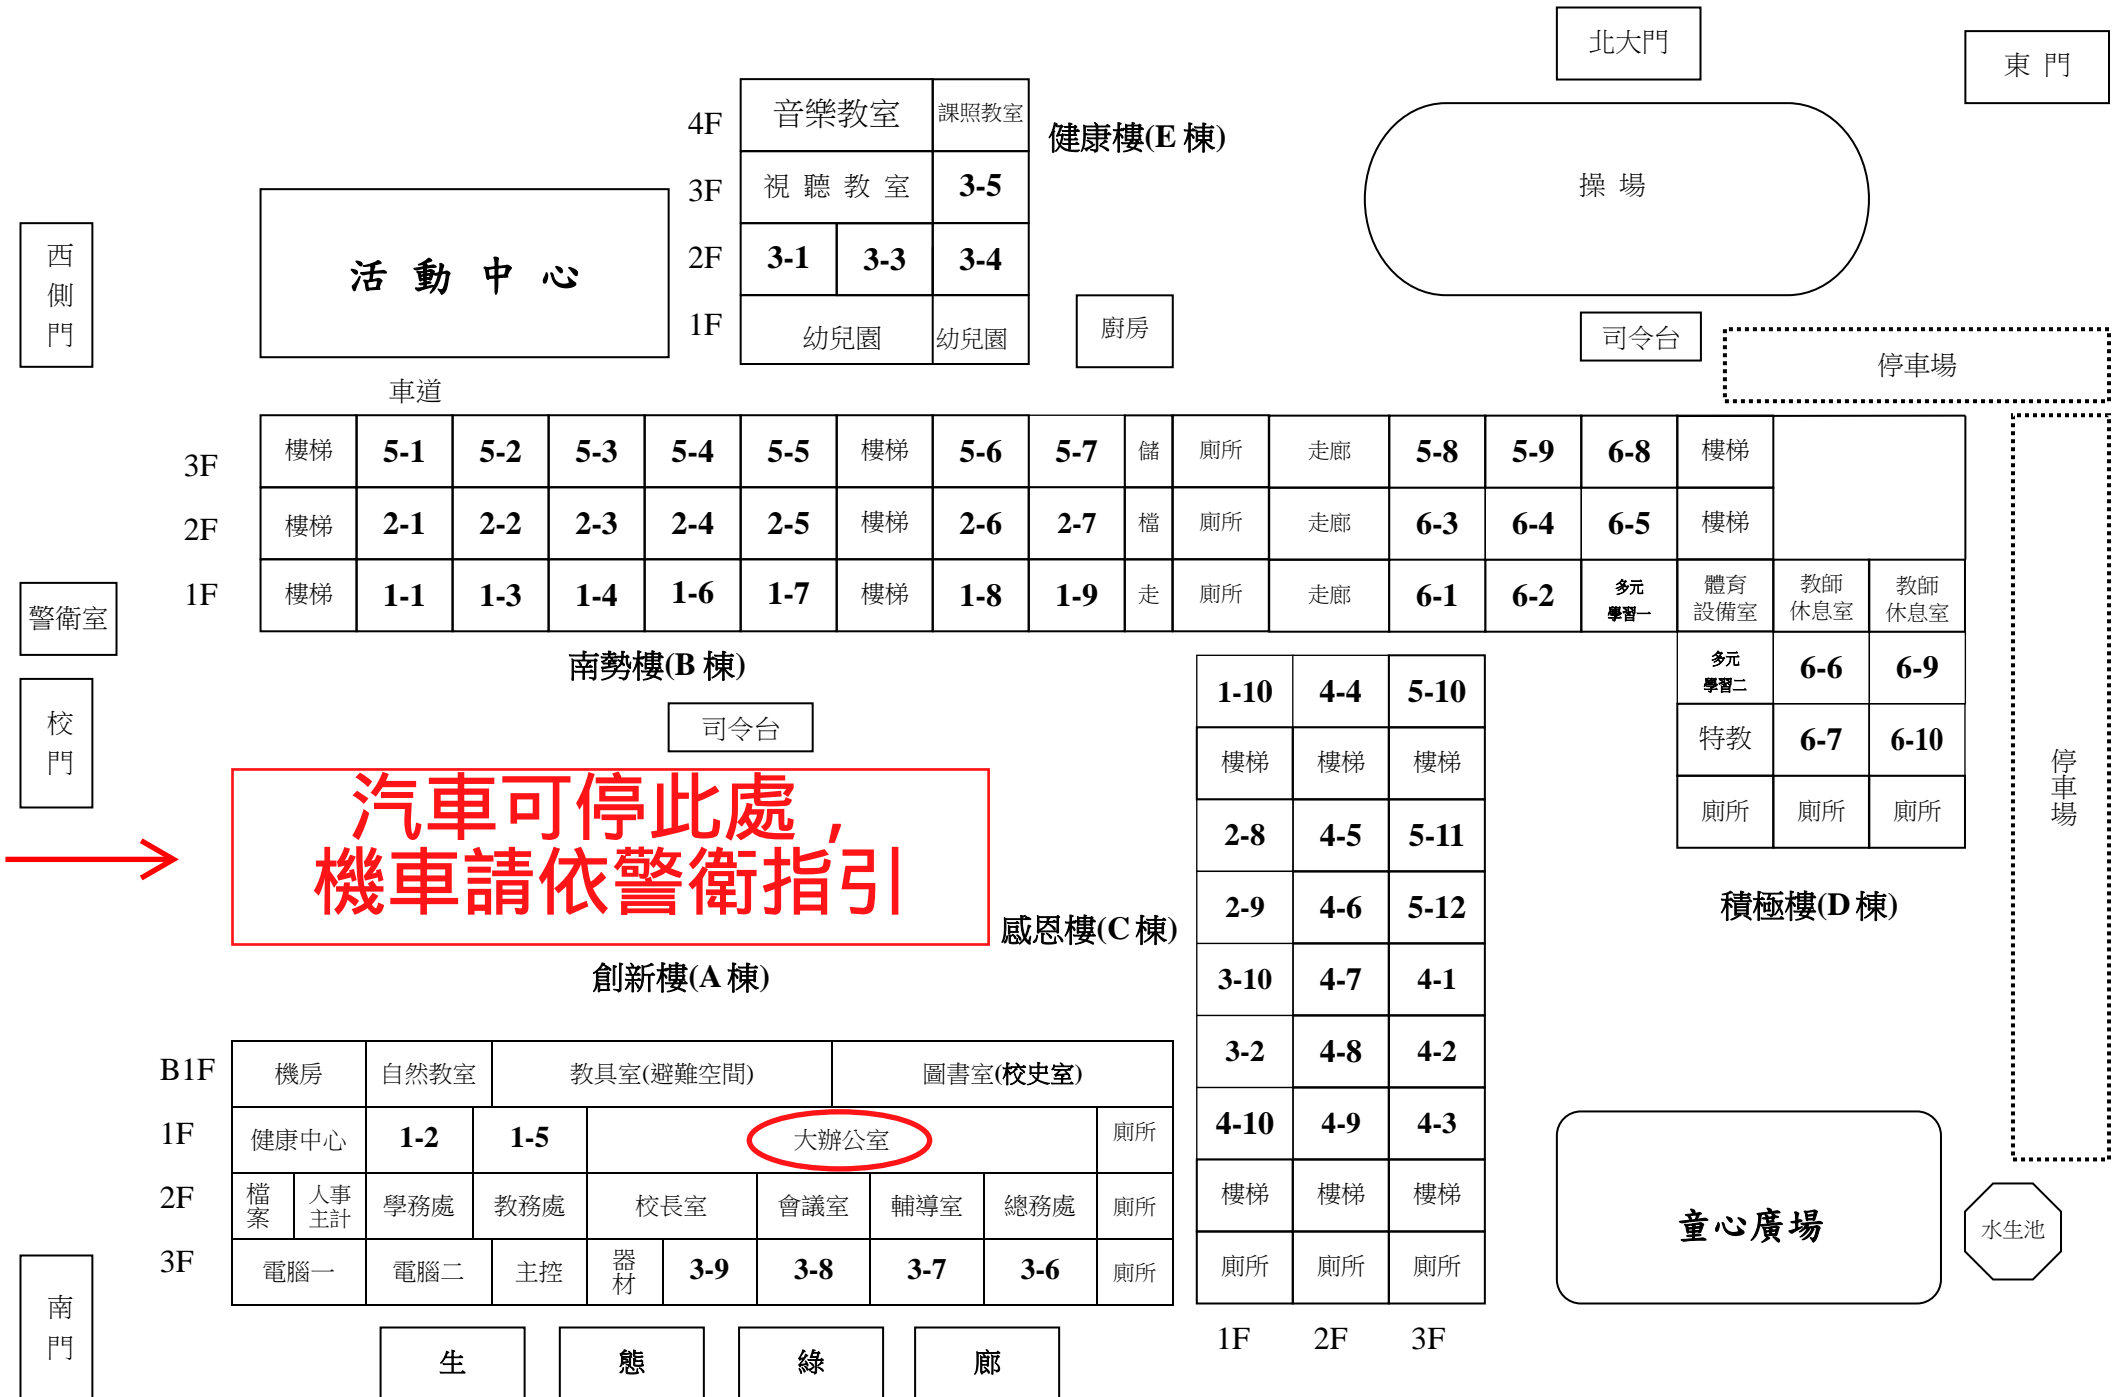 北大門
東 門
4F 音樂教室 課照教室
健康樓(E 棟)
3F 視 聽 教 室 3-5
操 場
西側門
活 動 中 心
2F 3-1 3-3 3-4
1F 幼兒園 幼兒園
廚房
司令台
停車場
車道
3F 樓梯 5-1 5-2 5-3 5-4 5-5 樓梯 5-6 5-7 儲 廁所 走廊 5-8 5-9 6-8 樓梯
2F 樓梯 2-1 2-2 2-3 2-4 2-5 樓梯 2-6 2-7 檔 廁所 走廊 6-3 6-4 6-5 樓梯
1F 樓梯 1-1 1-3 1-4 1-6 1-7 樓梯 1-8 1-9 走 廁所 走廊 6-1 6-2 多元學習一 體育設備室 教師休息室 教師休息室
警衛室
南勢樓(B 棟)
多元學習二 6-6 6-9
特教 6-7 6-10
廁所 廁所 廁所
積極樓(D 棟)
停車場
校門
司令台
汽車可停此處，
機車請依警衛指引
感恩樓(C 棟)
1-10 4-4 5-10
樓梯 樓梯 樓梯
2-8 4-5 5-11
2-9 4-6 5-12
3-10 4-7 4-1
3-2 4-8 4-2
4-10 4-9 4-3
樓梯 樓梯 樓梯
廁所 廁所 廁所
1F 2F 3F
創新樓(A 棟)
B1F 機房 自然教室 教具室(避難空間) 圖書室(校史室)
1F 健康中心 1-2 1-5 大辦公室 廁所
2F 檔案 人事主計 學務處 教務處 校長室 會議室 輔導室 總務處 廁所
3F 電腦一 電腦二 主控 器材 3-9 3-8 3-7 3-6 廁所
童心廣場
水生池
南門
生 態 綠 廊